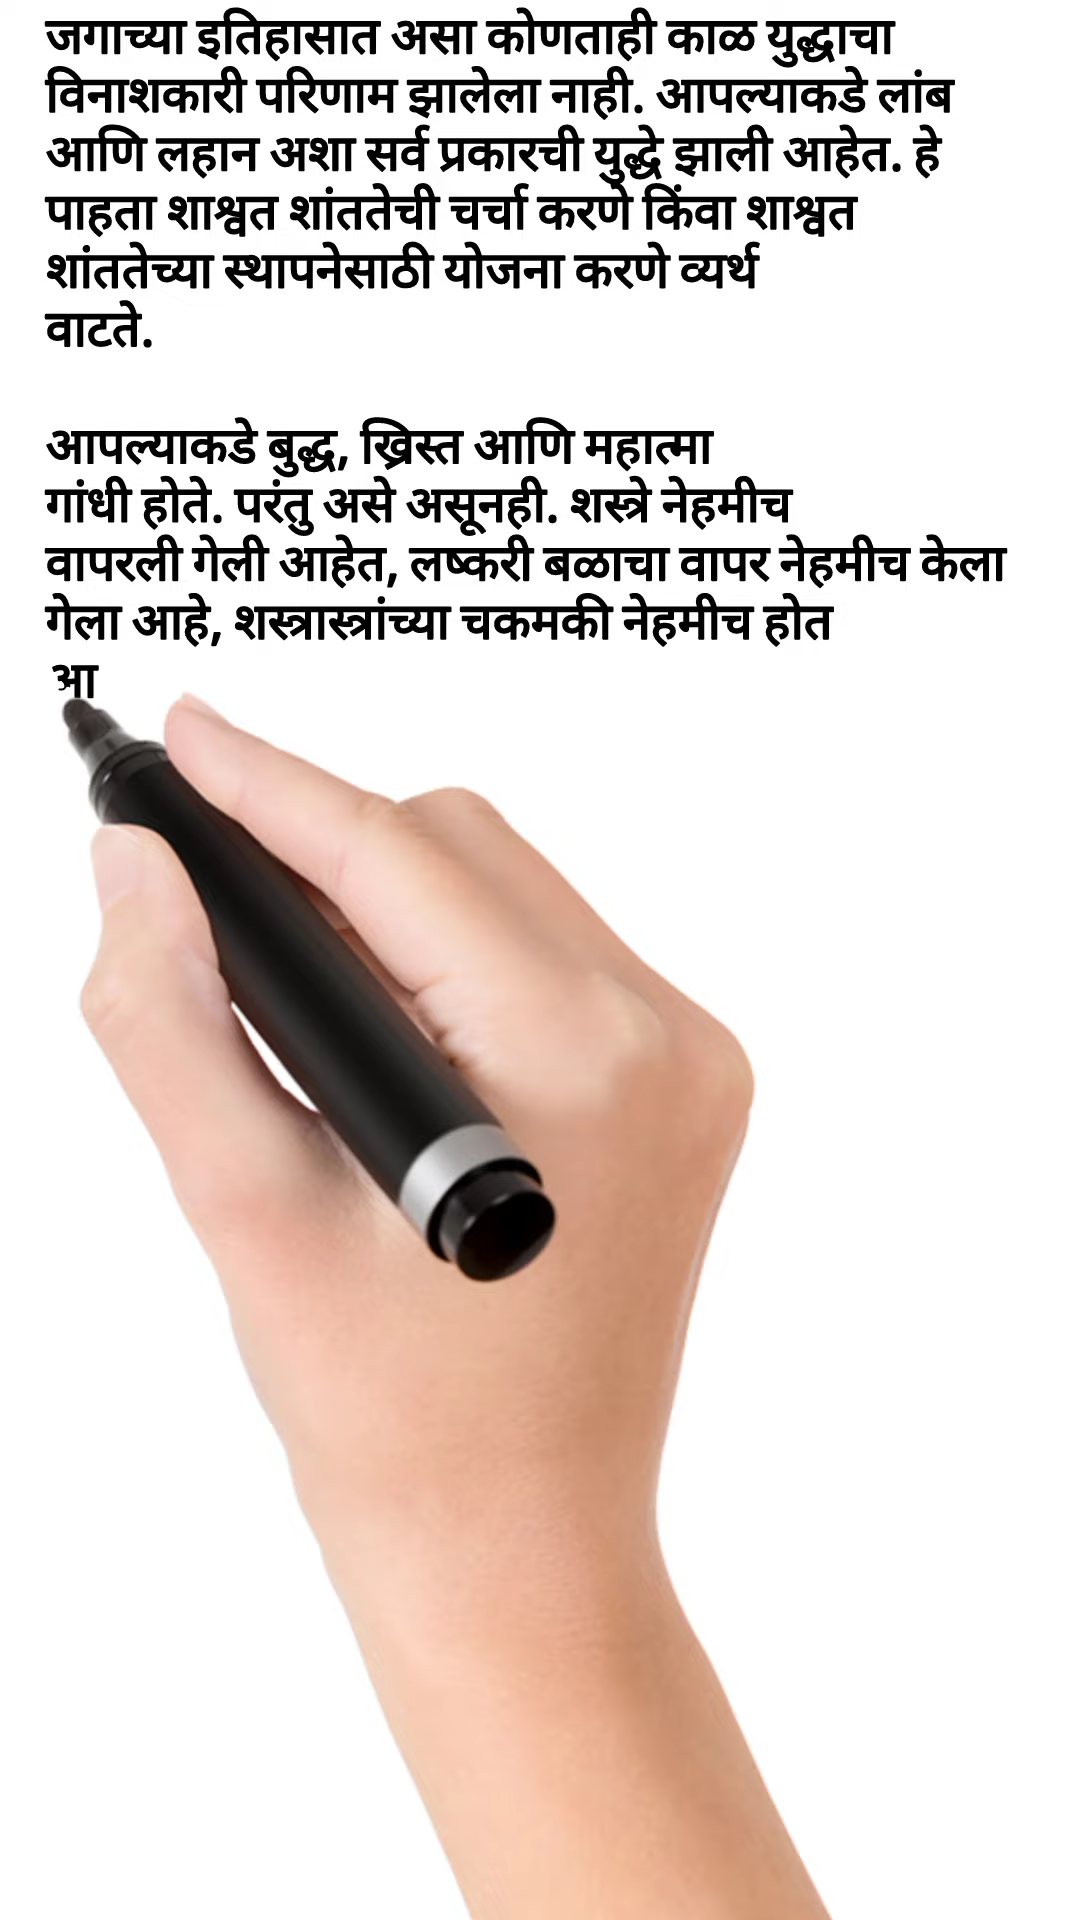 जगाच्या इतिहासात असा कोणताही काळ युद्धाचा
विनाशकारी परिणाम झालेला नाही. आपल्याकडे लांब
आणि लहान अशा सर्व प्रकारची युद्धे झाली आहेत. हे
पाहता शाश्वत शांततेची चर्चा करणे किंवा शाश्वत
शांततेच्या स्थापनेसाठी योजना करणे व्यर्थ
वाटते.
आपल्याकडे बुद्ध, ख्रिस्त आणि महात्मा
गांधी होते. परंतु असे असूनही. शस्त्रे नेहमीच
वापरली गेली आहेत, लष्करी बळाचा वापर नेहमीच केला
गेला आहे, शस्त्रास्त्रांच्या चकमकी नेहमीच होत
आ